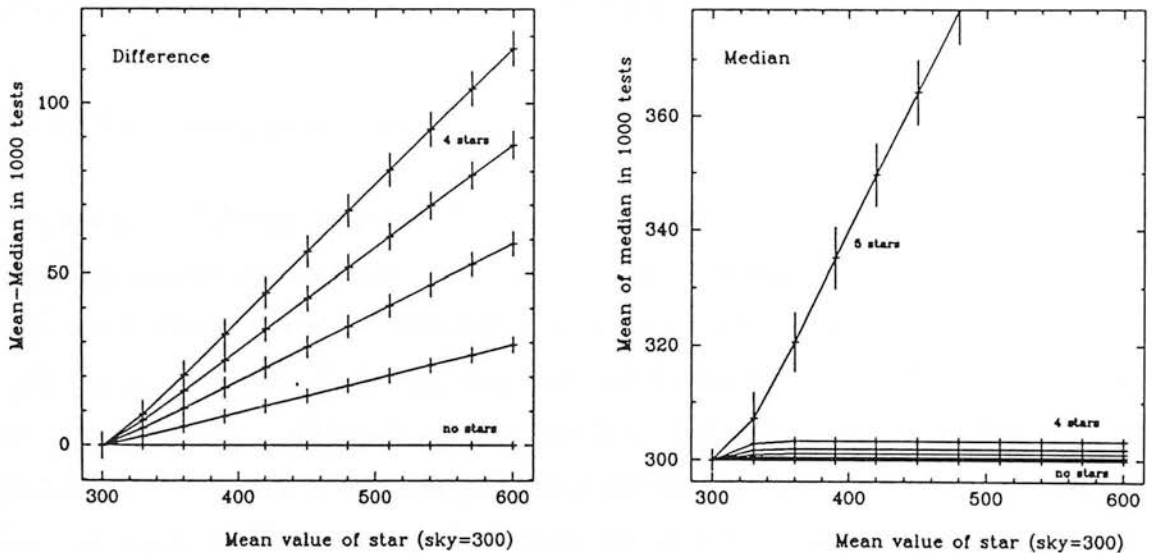 Difference
Mean-Median in 1000 tests
100
50
0
4 stars
no stars
300
400
500
600
Mean value of star (sky=300)
Median
Mean of median in 1000 tests
360
340
320
300
5 stars
4 stars
no stars
300
400
500
600
Mean value of star (sky=300)